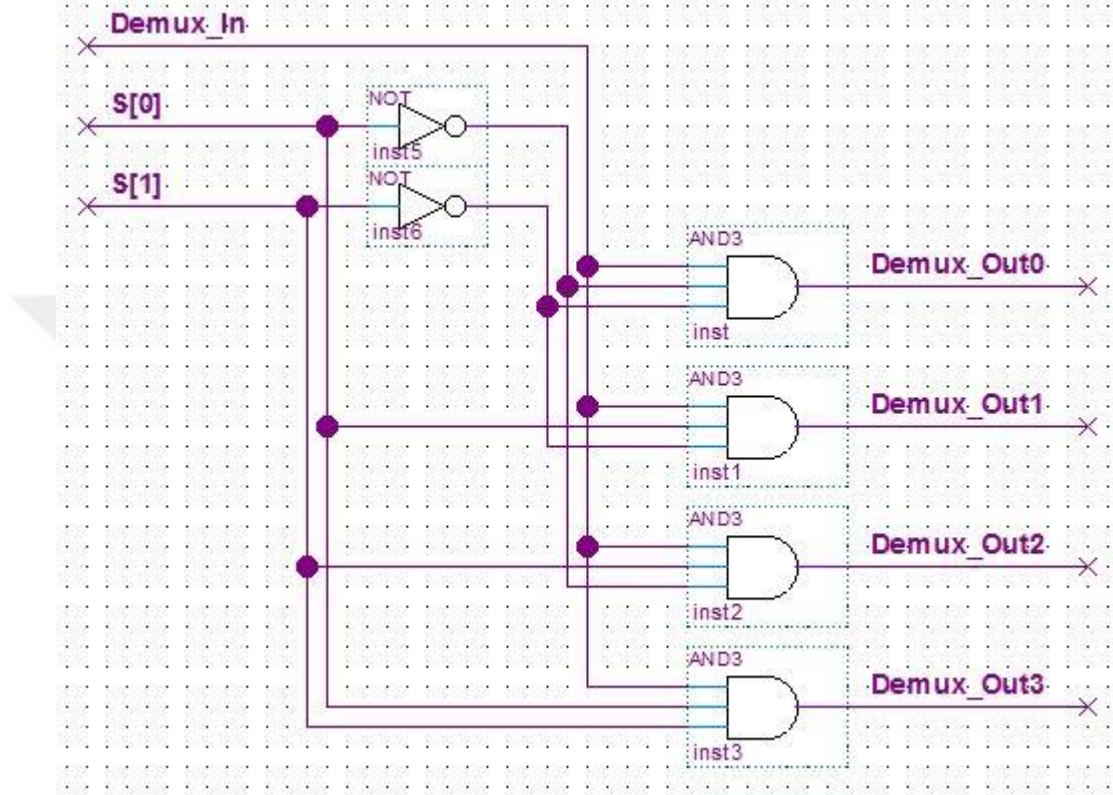 Demux_In
S[0]
NOT
inst5
S[1]
NOT
inst6
AND3
Demux_Out0
inst
AND3
Demux_Out1
inst1
AND3
Demux_Out2
inst2
AND3
Demux_Out3
inst3